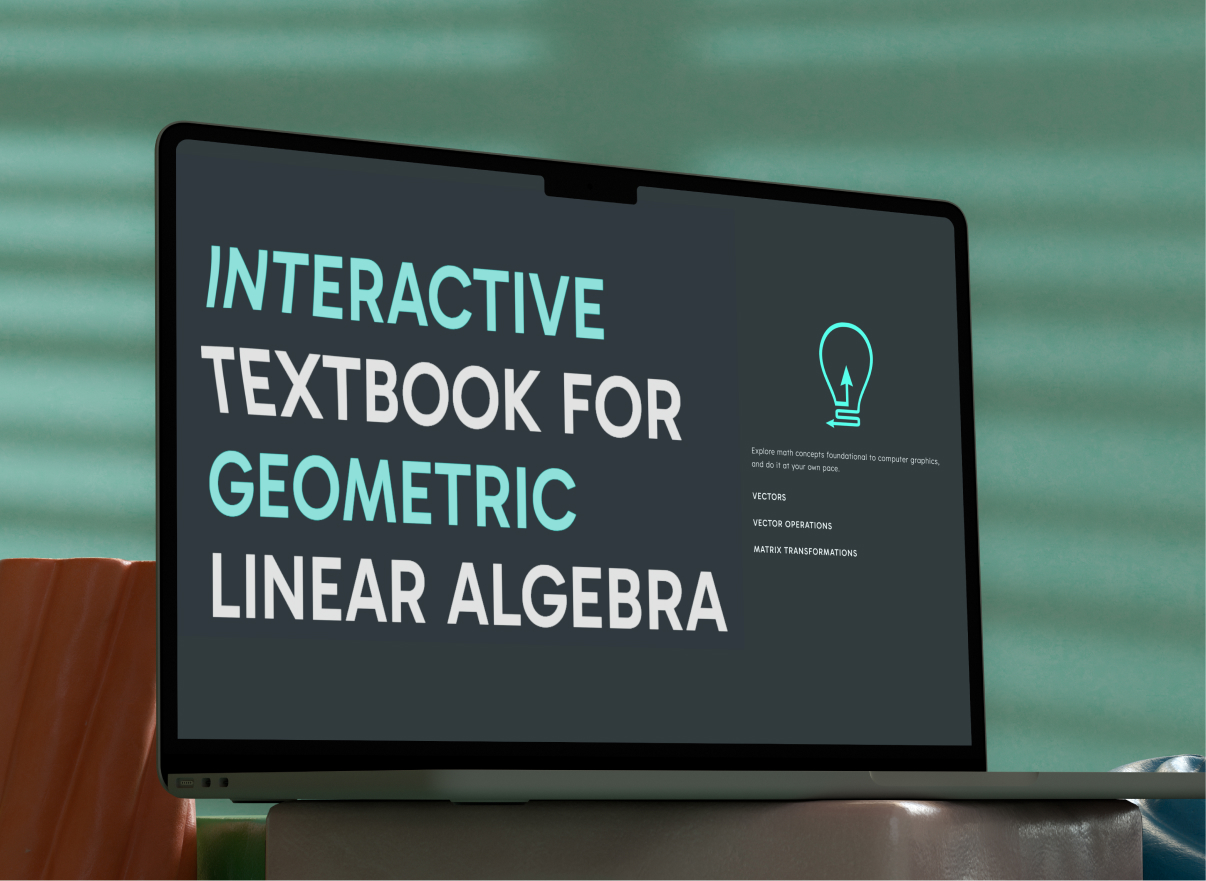 INTERACTIVE
TEXTBOOK FOR
GEOMETRIC
LINEAR ALGEBRA
Explore math concepts foundational to computer graphics,
and do it at your own pace.
VECTORS
VECTOR OPERATIONS
MATRIX TRANSFORMATIONS